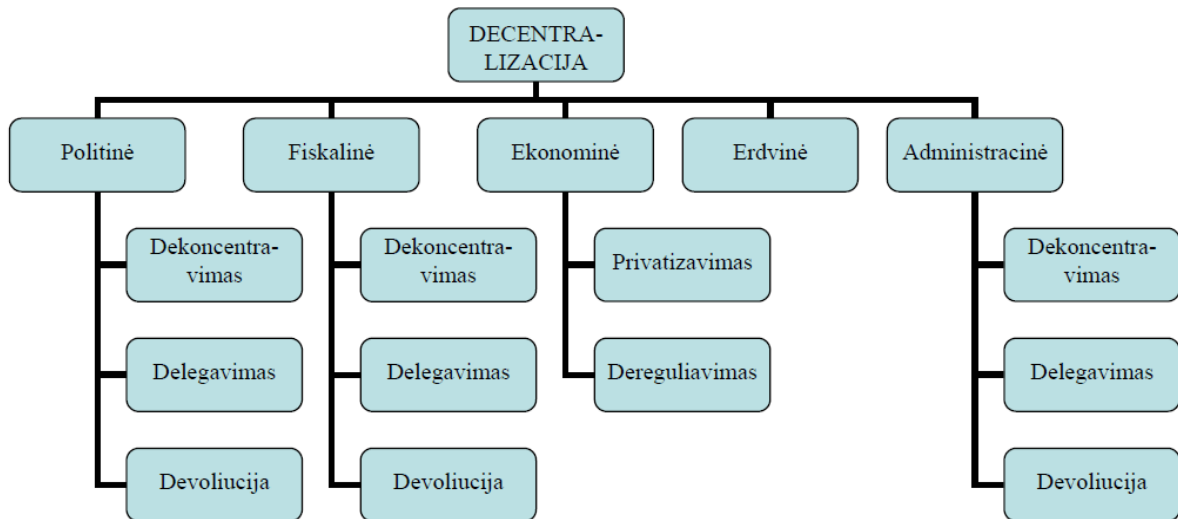 DECENTRA-
LIZACIJA
Politinė
Fiskalinė
Ekonominė
Erdvinė
Administracinė
Dekoncentra-
vimas
Dekoncentra-
vimas
Privatizavimas
Dekoncentra-
vimas
Delegavimas
Delegavimas
Dereguliavimas
Delegavimas
Devoliucija
Devoliucija
Devoliucija